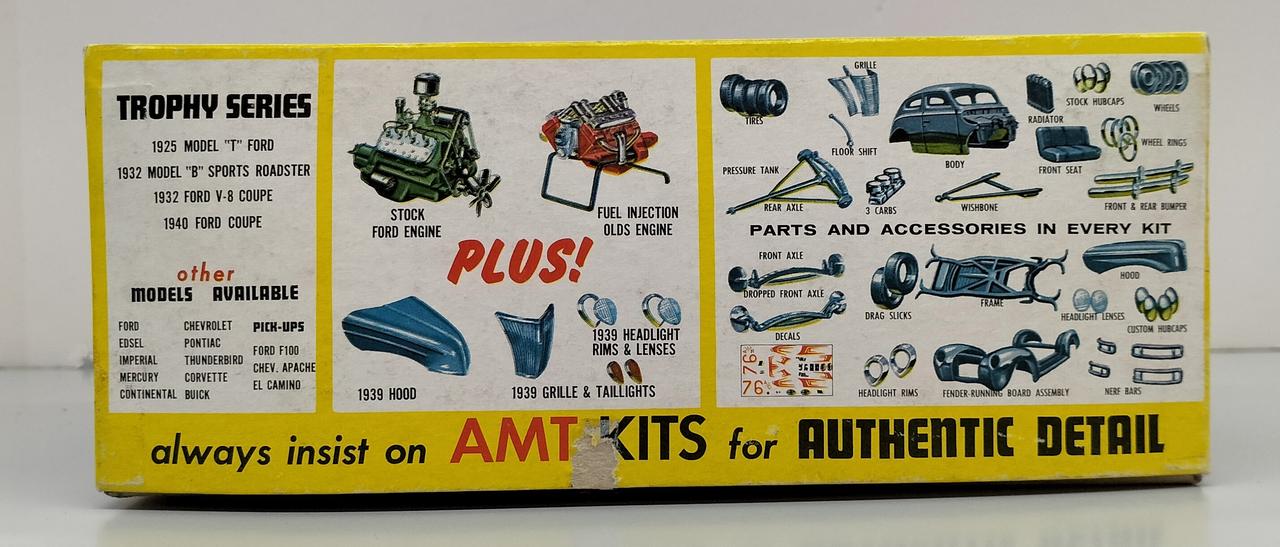 TROPHY SERIES
1925 MODEL "T" FORD
1932 MODEL "B" SPORTS ROADSTER
1932 FORD V-8 COUPE
1940 FORD COUPE
other
MODELS AVAILABLE
FORD
EDSEL
IMPERIAL
MERCURY
CONTINENTAL
CHEVROLET
PONTIAC
THUNDERBIRD
CORVETTE
BUICK
PICK-UPS
FORD F100
CHEV. APACHE
EL CAMINO
STOCK
FORD ENGINE
FUEL INJECTION
OLDS ENGINE
PLUS!
1939 HEADLIGHT
RIMS & LENSES
1939 HOOD
1939 GRILLE & TAILLIGHTS
GRILLE
TIRES
FLOOR SHIFT
BODY
RADIATOR
STOCK HUBCAPS
WHEELS
WHEEL RINGS
FRONT SEAT
PRESSURE TANK
REAR AXLE
3 CARBS
WISHBONE
FRONT & REAR BUMPER
PARTS AND ACCESSORIES IN EVERY KIT
FRONT AXLE
DROPPED FRONT AXLE
DRAG SLICKS
FRAME
HOOD
HEADLIGHT LENSES
CUSTOM HUBCAPS
DECALS
76
76
HEADLIGHT RIMS
FENDER-RUNNING BOARD ASSEMBLY
NERF BARS
always insist on AMT KITS for AUTHENTIC DETAIL